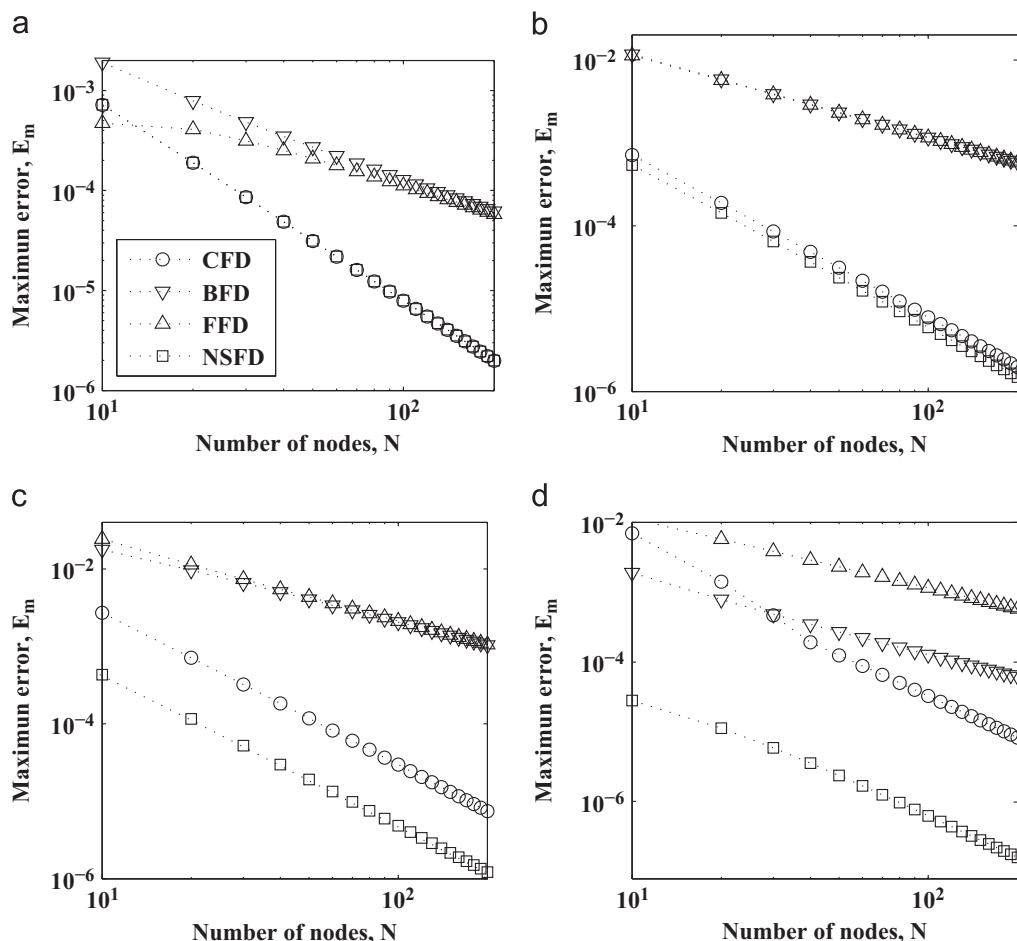 a
10^-3
10^-4
10^-5
10^-6
Maximun error, E_m
CFD
BFD
FFD
NSFD
10^1
10^2
Number of nodes, N
b
10^-2
10^-4
10^-6
Maximun error, E_m
10^1
10^2
Number of nodes, N
c
10^-2
10^-4
10^-6
Maximun error, E_m
10^1
10^2
Number of nodes, N
d
10^-2
10^-4
10^-6
Maximun error, E_m
10^1
10^2
Number of nodes, N